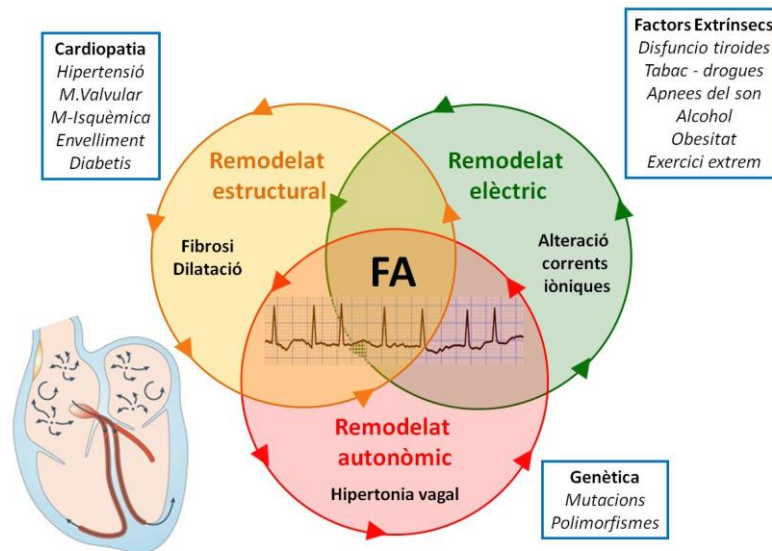 Cardiopatia
Hipertensió
M.Valvular
M-Isquèmica
Envelliment
Diabetis
Factors Extrínsecs
Disfuncio tiroides
Tabac - drogues
Apnees del son
Alcohol
Obesitat
Exercici extrem
Remodelat
estructural
Fibrosi
Dilatació
Remodelat
elèctric
Alteració
corrents
iòniques
FA
Remodelat
autonòmic
Hipertonia vagal
Genètica
Mutacions
Polimorfismes